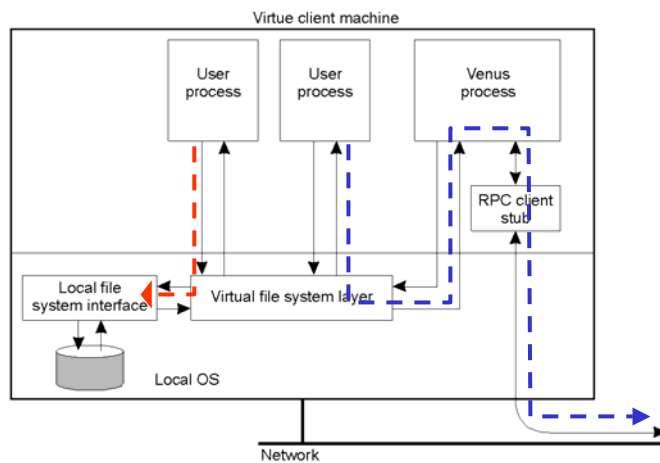 Virtue client machine
User
process
User
process
Venus
process
RPC client
stub
Local file
system interface
Virtual file system layer
Local OS
Network